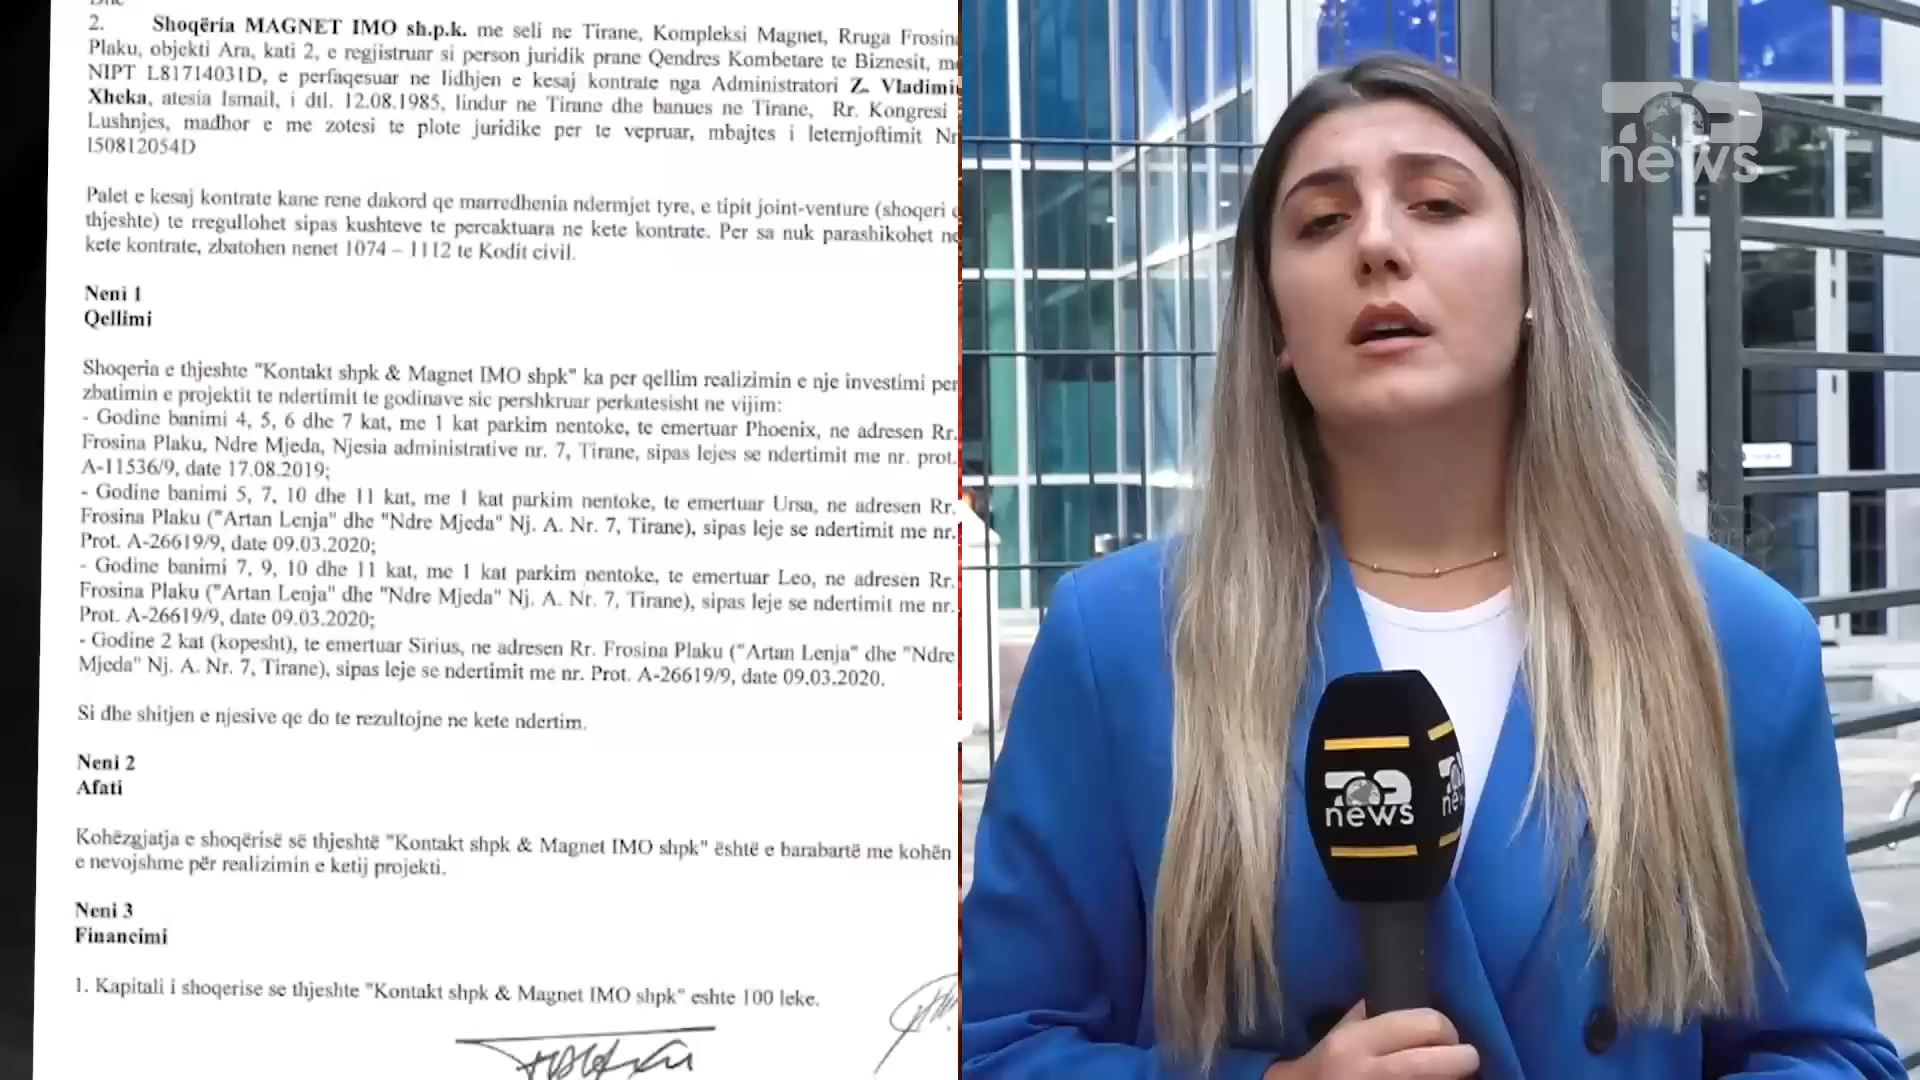 2. Shoqëria MAGNET IMO sh.p.k. me seli ne Tirane, Kompleksi Magnet, Rruga Frosina
Plaku, objekti Ara, kati 2, e regjistruar si person juridik prane Qendres Kombetare te Biznesit, me
NIPT L81714031D, e perfaqesuar ne lidhjen e kesaj kontrate nga Administratori Z. Vladimir
Xheka, atesia Ismail, i dtl. 12.08.1985, lindur ne Tirane dhe banues ne Tirane, Rr. Kongresi
Lushnjes, madhor e me zotesi te plote juridike per te vepruar, mbajtes i leternjoftimit Nr
I50812054D
Palet e kesaj kontrate kane rene dakord qe marredhenia ndermjet tyre, e tipit joint-venture (shoqeri
thjeshte) te rregullohet sipas kushteve te percaktuara ne kete kontrate. Per sa nuk parashikohet ne
kete kontrate, zbatohen nenet 1074 – 1112 te Kodit civil.
Neni 1
Qellimi
Shoqeria e thjeshte "Kontakt shpk & Magnet IMO shpk" ka per qellim realizimin e nje investimi per
zbatimin e projektit te ndertimit te godinave sic pershkruar perkatesisht ne vijim:
- Godine banimi 4, 5, 6 dhe 7 kat, me 1 kat parkim nentoke, te emertuar Phoenix, ne adresen Rr.
Frosina Plaku, Ndre Mjeda, Njesia administrative nr. 7, Tirane, sipas lejes se ndertimit me nr. prot.
A-11536/9, date 17.08.2019;
- Godine banimi 5, 7, 10 dhe 11 kat, me 1 kat parkim nentoke, te emertuar Ursa, ne adresen Rr.
Frosina Plaku ("Artan Lenja" dhe "Ndre Mjeda" Nj. A. Nr. 7, Tirane), sipas leje se ndertimit me nr.
Prot. A-26619/9, date 09.03.2020;
- Godine banimi 7, 9, 10 dhe 11 kat, me 1 kat parkim nentoke, te emertuar Leo, ne adresen Rr.
Frosina Plaku ("Artan Lenja" dhe "Ndre Mjeda" Nj. A. Nr. 7, Tirane), sipas leje se ndertimit me nr.
Prot. A-26619/9, date 09.03.2020;
- Godine 2 kat (kopesht), te emertuar Sirius, ne adresen Rr. Frosina Plaku ("Artan Lenja" dhe "Ndre
Mjeda" Nj. A. Nr. 7, Tirane), sipas leje se ndertimit me nr. Prot. A-26619/9, date 09.03.2020.
Si dhe shitjen e njesive qe do te rezultojne ne kete ndertim.
Neni 2
Afati
Kohëzgjatja e shoqërisë së thjeshtë "Kontakt shpk & Magnet IMO shpk" është e barabartë me kohën
e nevojshme për realizimin e ketij projekti.
Neni 3
Financimi
1. Kapitali i shoqerise se thjeshte "Kontakt shpk & Magnet IMO shpk" eshte 100 leke.
news
news